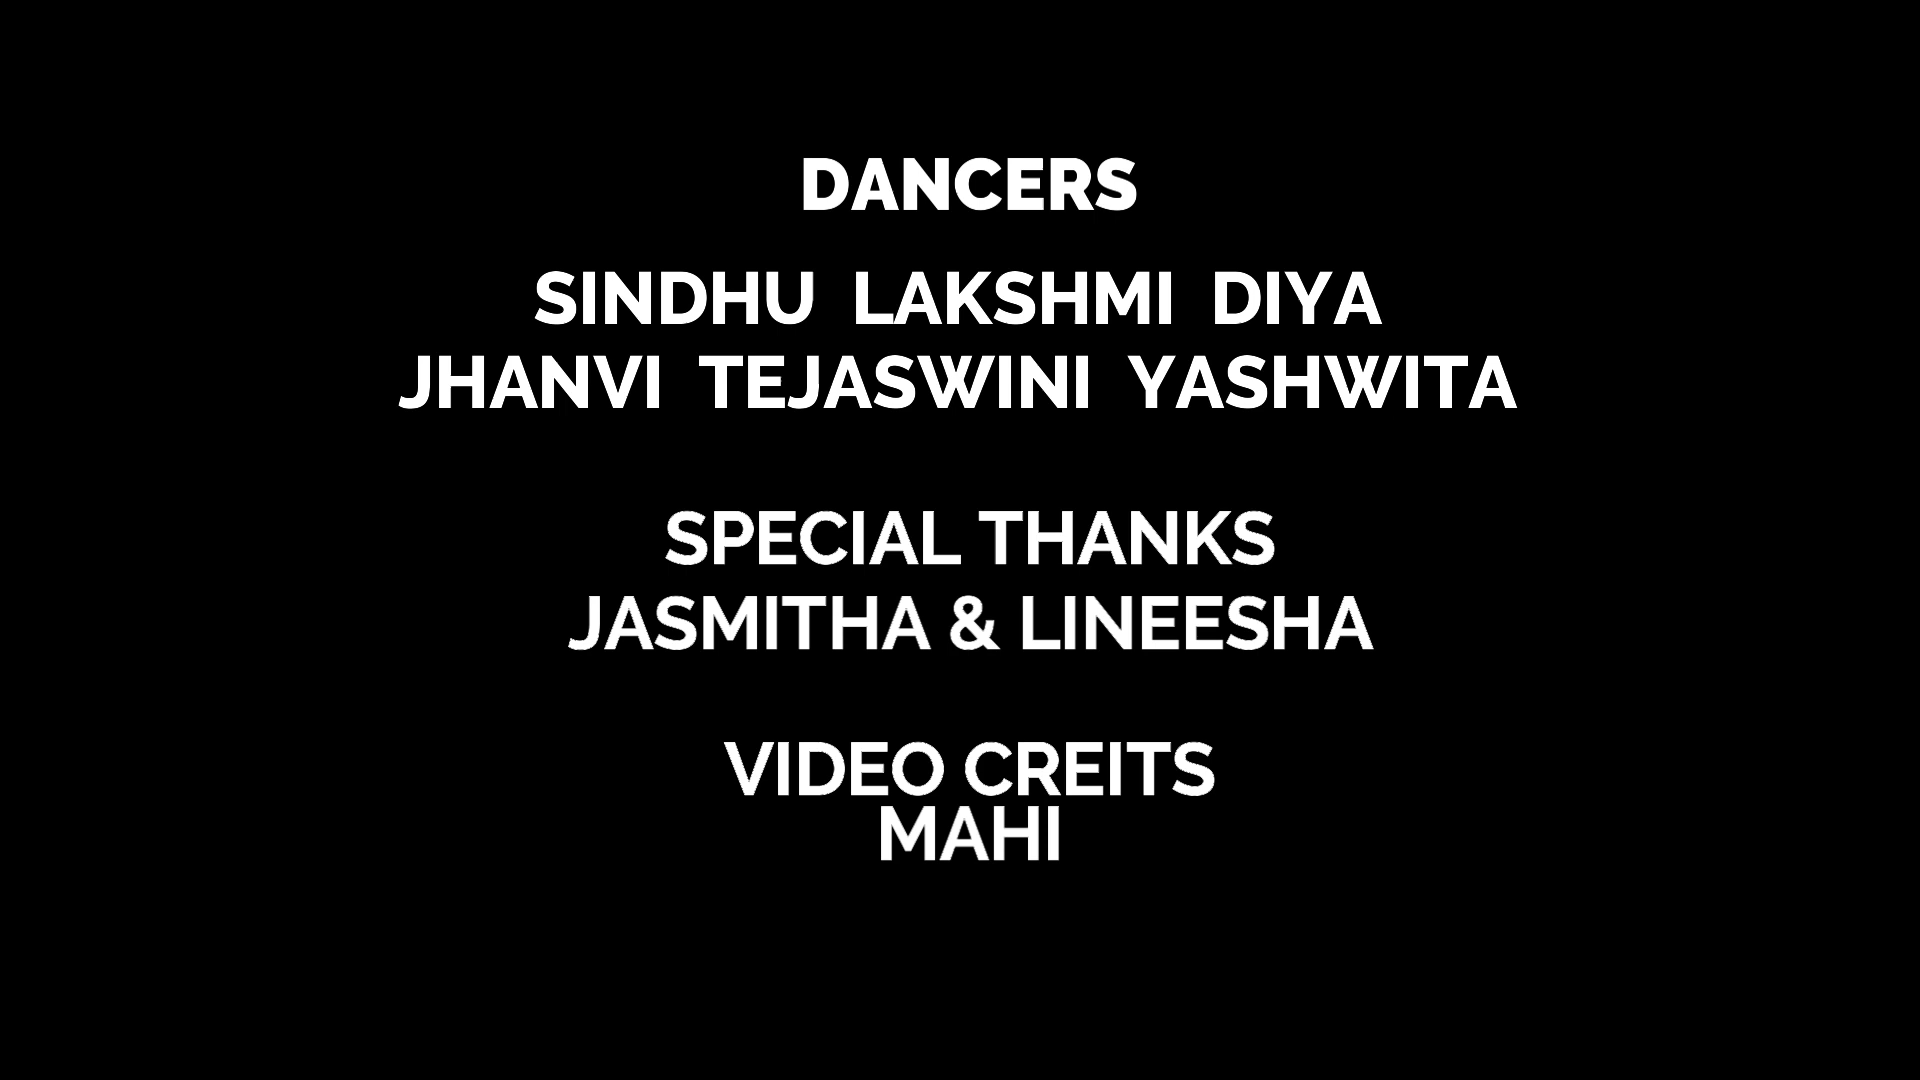 DANCERS
SINDHU LAKSHMI DIYA
JHANVI TEJASWINI YASHWITA
SPECIAL THANKS
JASMITHA & LINEESHA
VIDEO CREITS
MAHI